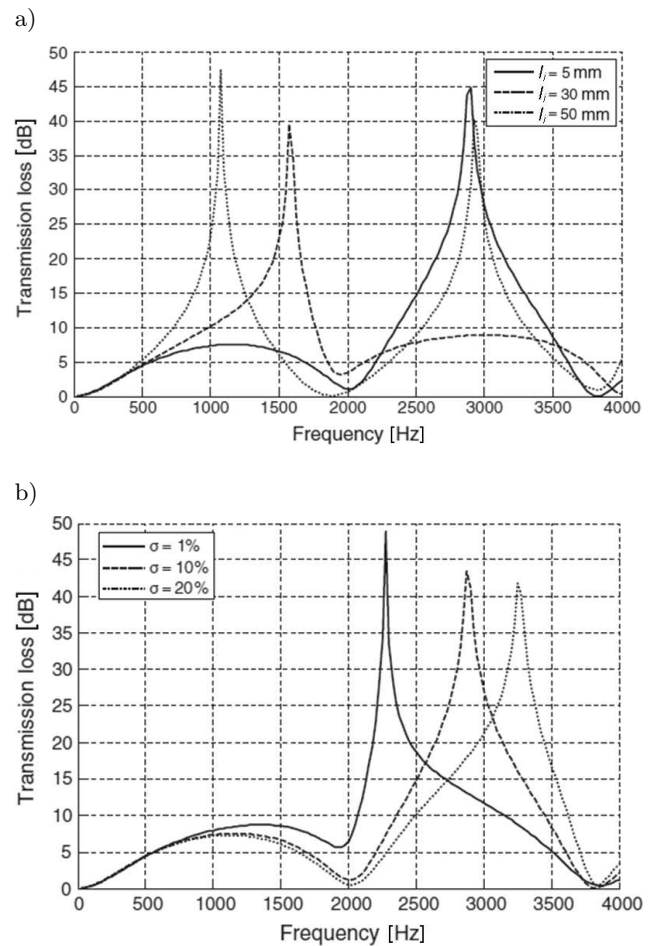 a)
50
45
40
35
30
25
20
15
10
5
0
Transmission loss [dB]
l_i = 5 mm
l_i = 30 mm
l_i = 50 mm
0 500 1000 1500 2000 2500 3000 3500 4000
Frequency [Hz]
b)
50
45
40
35
30
25
20
15
10
5
0
Transmission loss [dB]
σ = 1%
σ = 10%
σ = 20%
0 500 1000 1500 2000 2500 3000 3500 4000
Frequency [Hz]